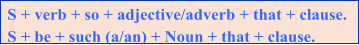 S + verb + so + adjective/adverb + that + clause.
S + be + such (a/an) + Noun + that + clause.